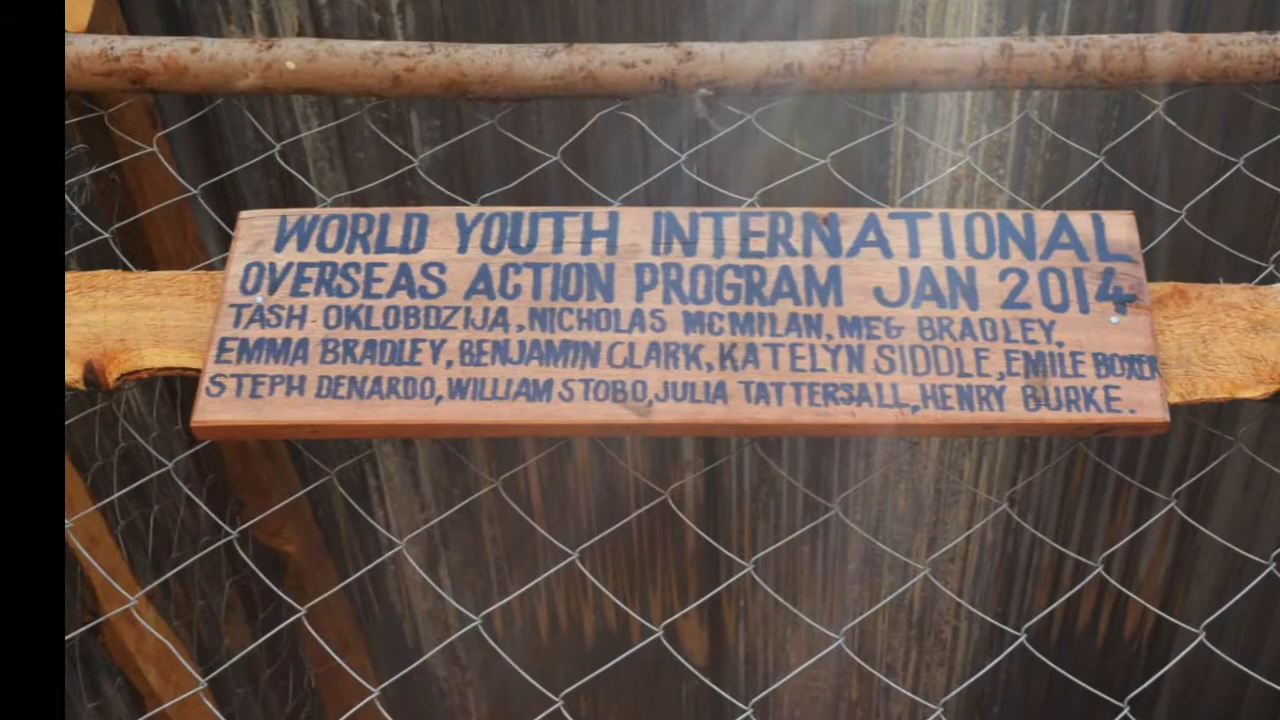 WORLD YOUTH INTERNATIONAL
OVERSEAS ACTION PROGRAM JAN 2014
TASH OKLOBDZIJA, NICHOLAS MCMILAN, MEG BRADLEY,
EMMA BRADLEY, BENJAMIN CLARK, KATELYN SIDDLE, EMILE BOXER
STEPH DENARDO, WILLIAM STOBO, JULIA TATTERSALL, HENRY BURKE.